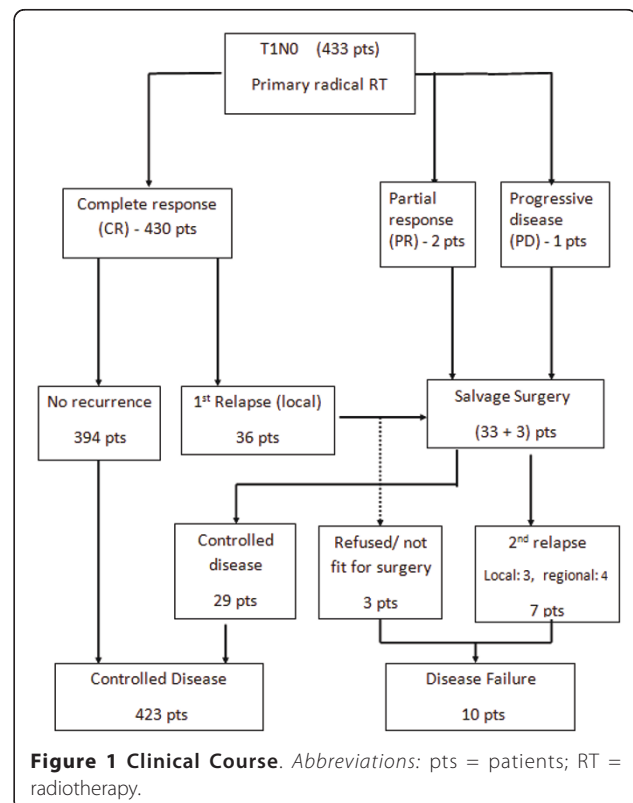 T1N0 (433 pts)
Primary radical RT
Complete response
(CR) - 430 pts
Partial
response
(PR) - 2 pts
Progressive
disease
(PD) - 1 pts
No recurrence
394 pts
1st Relapse (local)
36 pts
Salvage Surgery
(33 + 3) pts
Controlled
disease
29 pts
Refused/ not
fit for surgery
3 pts
2nd relapse
Local: 3, regional: 4
7 pts
Controlled Disease
423 pts
Disease Failure
10 pts
Figure 1 Clinical Course. Abbreviations: pts = patients; RT =
radiotherapy.